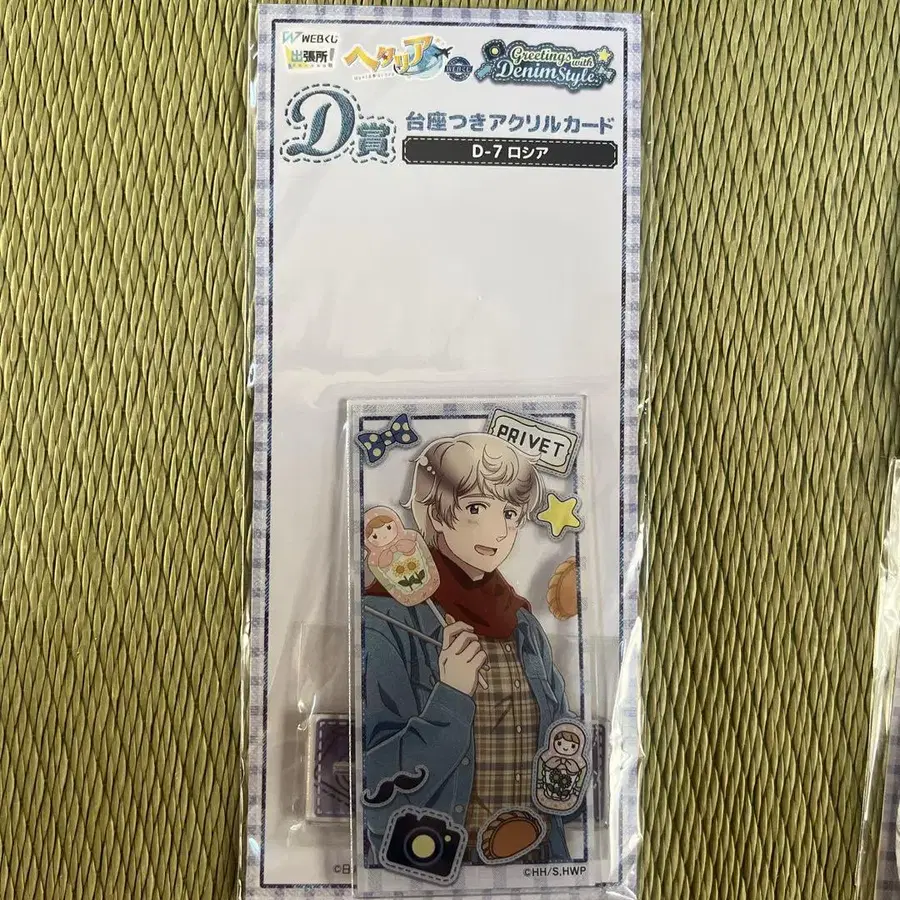 WEBくじ
出張所!
ヘタリア
Greetings with
Denim Style
D賞
台座つきアクリルカード
D-7 ロシア
PRIVET
©HH/S,HWP